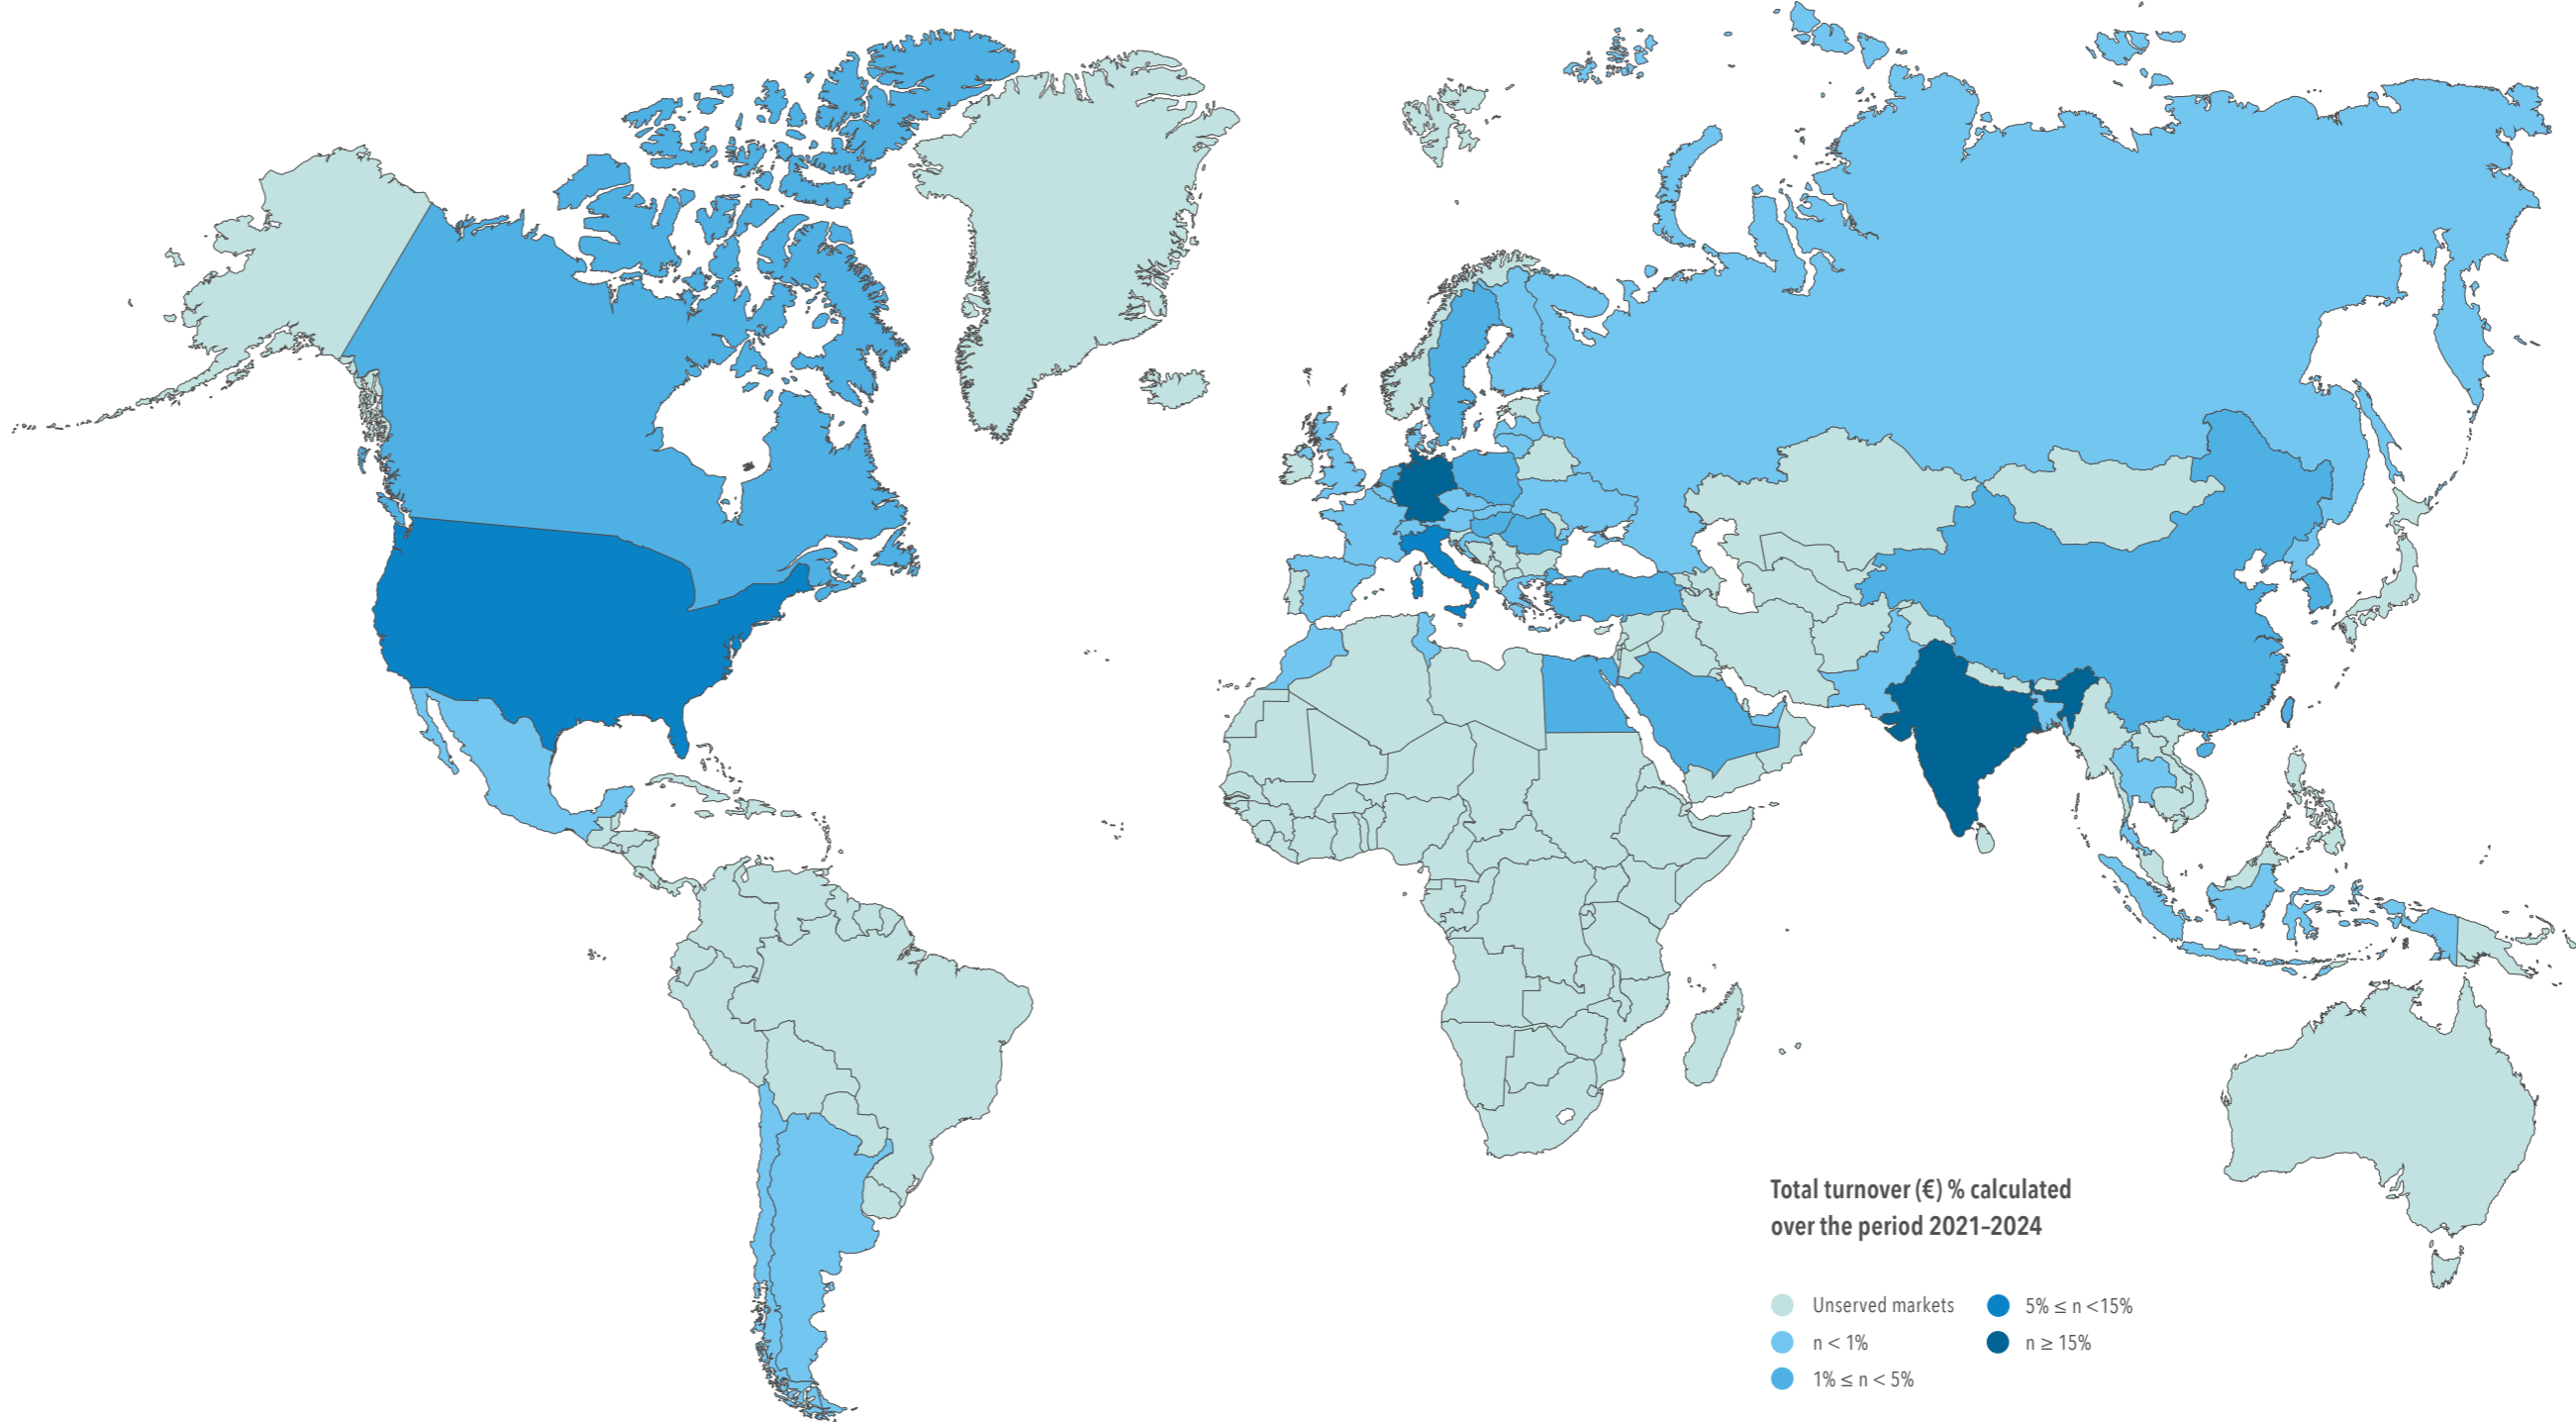 Total turnover (€) % calculated
over the period 2021–2024
Unserved markets
n < 1%
1% ≤ n < 5%
5% ≤ n <15%
n ≥ 15%